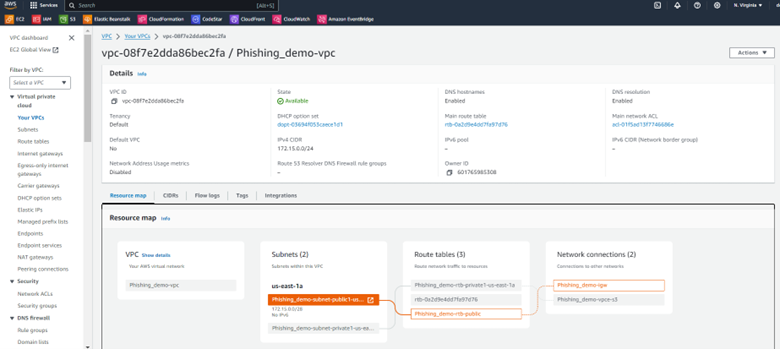 aws
Services
Search
[Alt+S]
N. Virginia
EC2
IAM
S3
Elastic Beanstalk
CloudFormation
CodeStar
CloudFront
CloudWatch
Amazon EventBridge
VPC dashboard
EC2 Global View
Filter by VPC:
Select a VPC
Virtual private
cloud
Your VPCs
Subnets
Route tables
Internet gateways
Egress-only internet
gateways
Carrier gateways
DHCP option sets
Elastic IPs
Managed prefix lists
Endpoints
Endpoint services
NAT gateways
Peering connections
Security
Network ACLs
Security groups
DNS firewall
Rule groups
Domain lists
VPC > Your VPCs > vpc-08f7e2dda86bec2fa
vpc-08f7e2dda86bec2fa / Phishing_demo-vpc
Actions
Details Info
VPC ID
vpc-08f7e2dda86bec2fa
State
Available
DNS hostnames
Enabled
DNS resolution
Enabled
Tenancy
Default
DHCP option set
dopt-03694f053caece1d1
Main route table
rtb-0a2d9e4dd7fa97d76
Main network ACL
acl-01f5ad13f7746686e
Default VPC
No
IPv4 CIDR
172.15.0.0/24
IPv6 pool
–
IPv6 CIDR (Network border group)
–
Network Address Usage metrics
Disabled
Route 53 Resolver DNS Firewall rule groups
–
Owner ID
601765985308
Resource map
CIDRs
Flow logs
Tags
Integrations
Resource map Info
VPC Show details
Your AWS virtual network
Phishing_demo-vpc
Subnets (2)
Subnets within this VPC
us-east-1a
Phishing_demo-subnet-public1-us...
172.15.0.0/28
No IPv6
Phishing_demo-subnet-private1-us-ea...
Route tables (3)
Route network traffic to resources
Phishing_demo-rtb-private1-us-east-1a
rtb-0a2d9e4dd7fa97d76
Phishing_demo-rtb-public
Network connections (2)
Connections to other networks
Phishing_demo-igw
Phishing_demo-vpce-s3